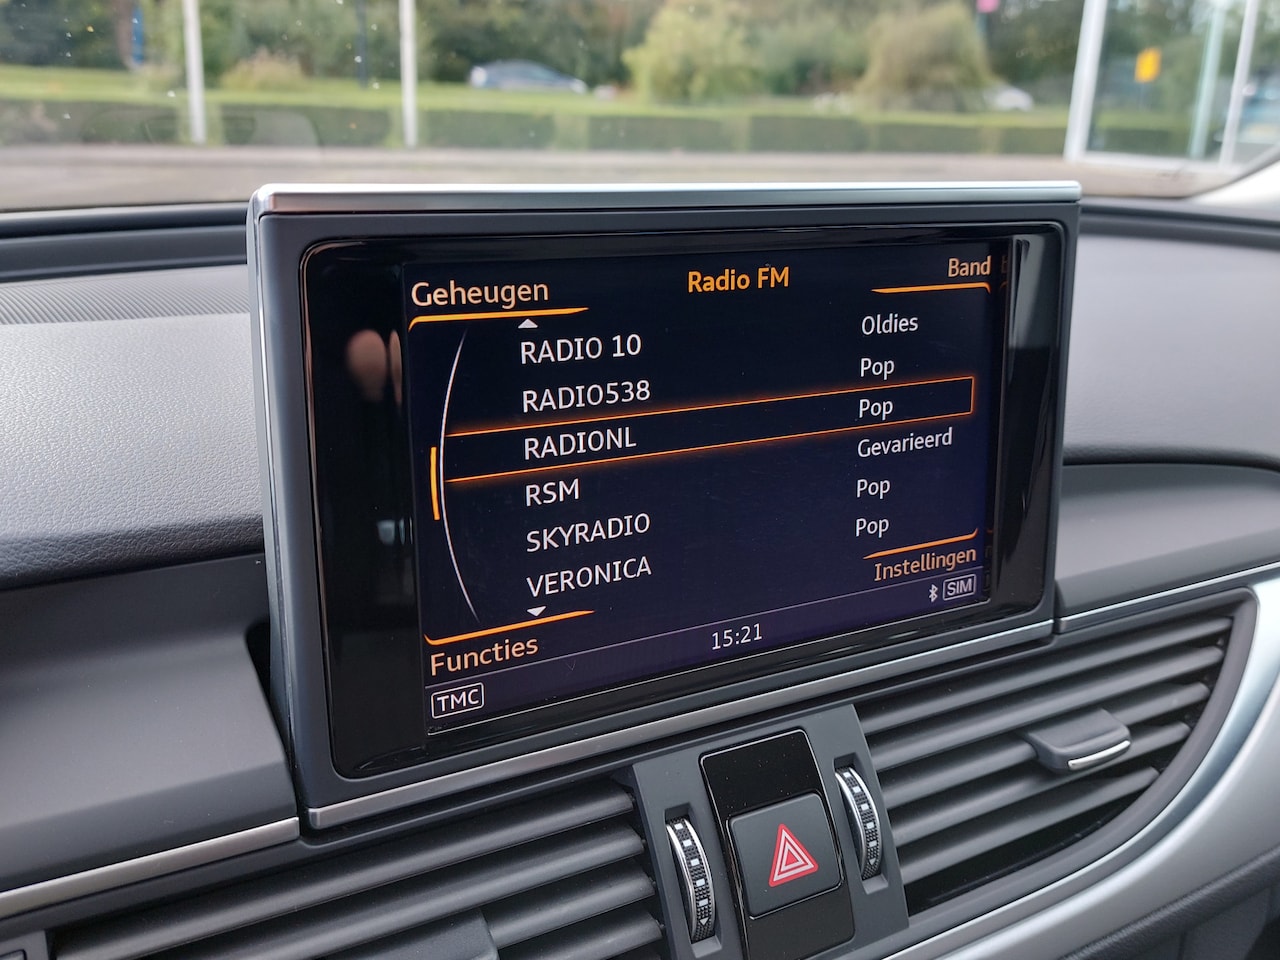 Geheugen Radio FM Band
RADIO 10 Oldies
RADIO538 Pop
RADIONL Pop
RSM Gevarieerd
SKYRADIO Pop
VERONICA Pop
Functies 15:21 Instellingen
TMC SIM